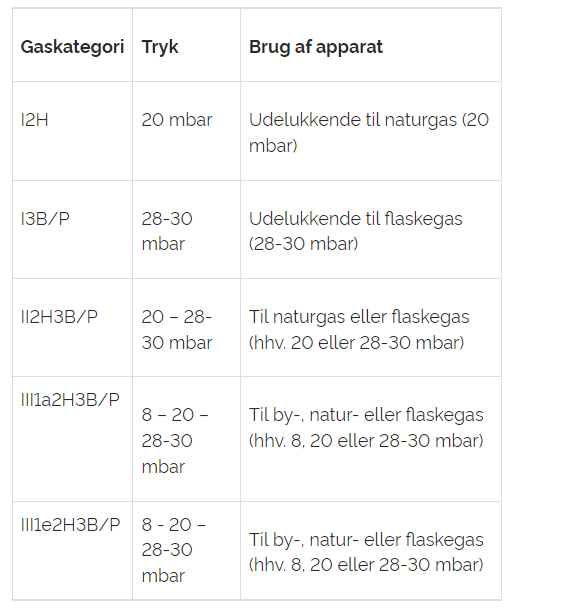 Gaskategori Tryk Brug af apparat
I2H 20 mbar Udelukkende til naturgas (20
mbar)
I3B/P 28-30 Udelukkende til flaskegas
mbar (28-30 mbar)
II2H3B/P 20 – 28- Til naturgas eller flaskegas
30 mbar (hhv. 20 eller 28-30 mbar)
III1a2H3B/P
8 – 20 – Til by-, natur- eller flaskegas
28-30 (hhv. 8, 20 eller 28-30 mbar)
mbar
III1e2H3B/P 8 - 20 –
28-30 Til by-, natur- eller flaskegas
mbar (hhv. 8, 20 eller 28-30 mbar)